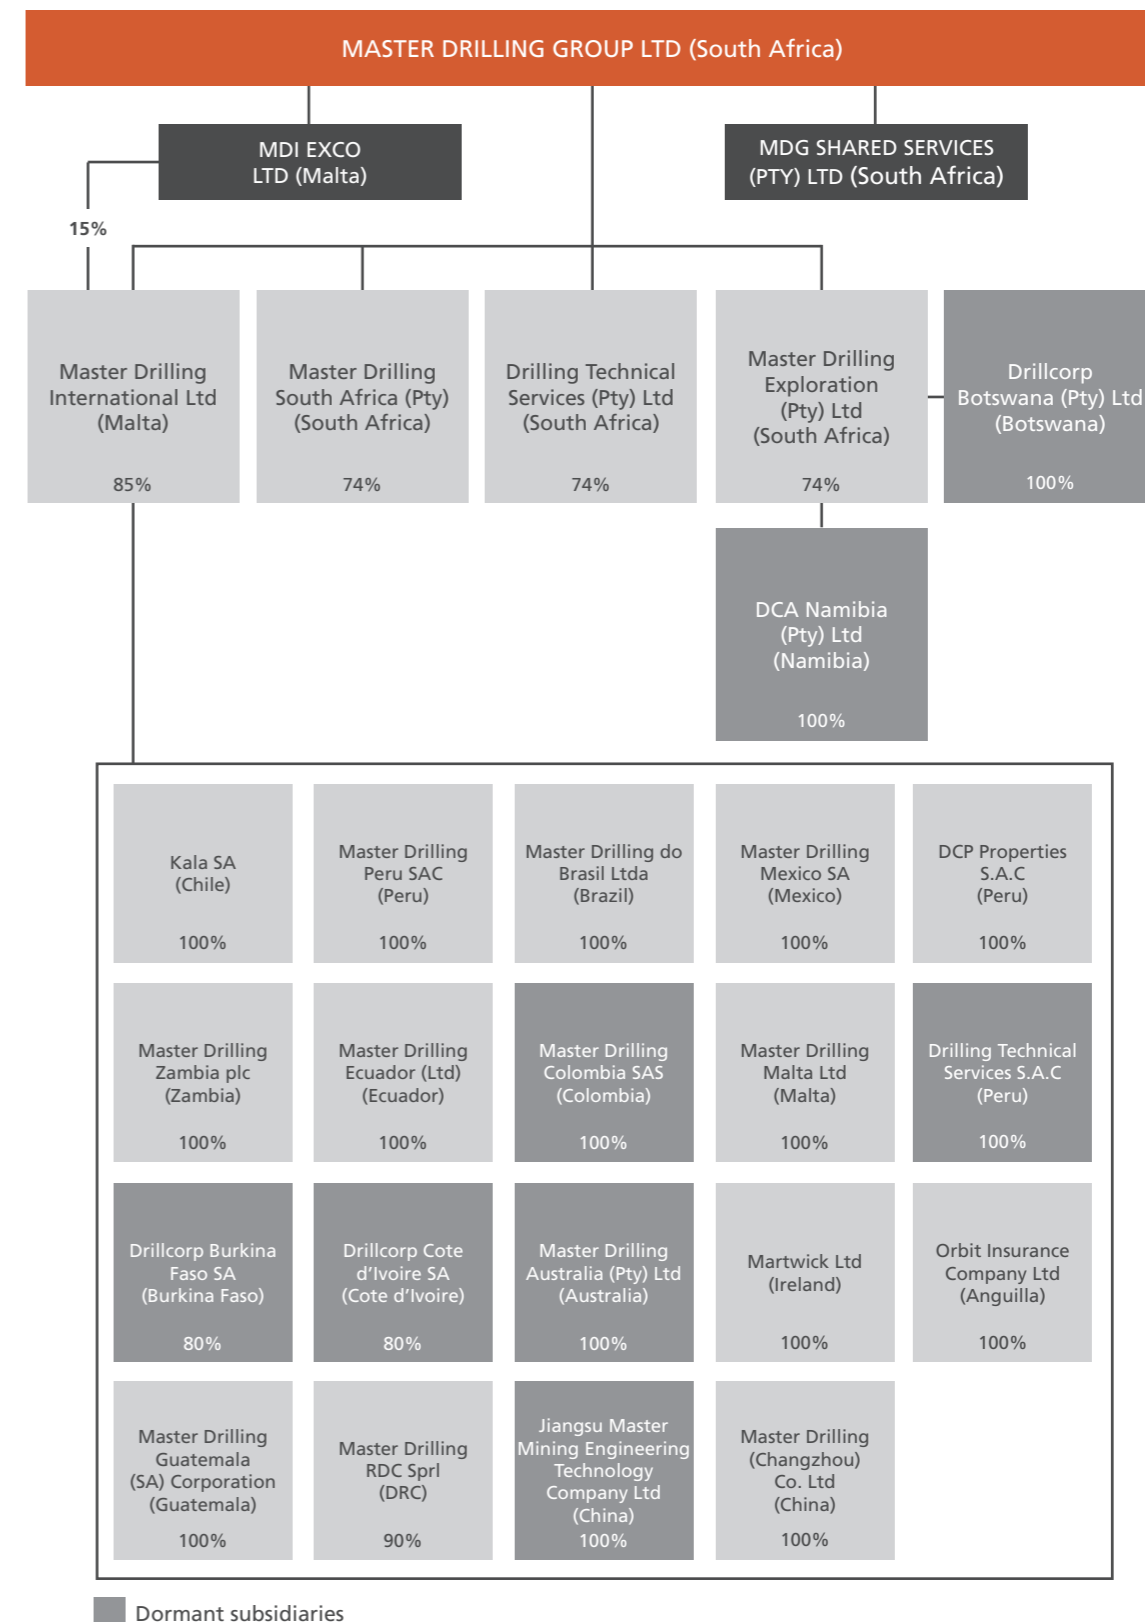 MASTER DRILLING GROUP LTD (South Africa)
MDI EXCO
LTD (Malta)
MDG SHARED SERVICES
(PTY) LTD (South Africa)
15%
Master Drilling
International Ltd
(Malta)
85%
Master Drilling
South Africa (Pty)
(South Africa)
74%
Drilling Technical
Services (Pty) Ltd
(South Africa)
74%
Master Drilling
Exploration
(Pty) Ltd
(South Africa)
74%
Drillcorp
Botswana (Pty) Ltd
(Botswana)
100%
DCA Namibia
(Pty) Ltd
(Namibia)
100%
Kala SA
(Chile)
100%
Master Drilling
Peru SAC
(Peru)
100%
Master Drilling do
Brasil Ltda
(Brazil)
100%
Master Drilling
Mexico SA
(Mexico)
100%
DCP Properties
S.A.C
(Peru)
100%
Master Drilling
Zambia plc
(Zambia)
100%
Master Drilling
Ecuador (Ltd)
(Ecuador)
100%
Master Drilling
Colombia SAS
(Colombia)
100%
Master Drilling
Malta Ltd
(Malta)
100%
Drilling Technical
Services S.A.C
(Peru)
100%
Drillcorp Burkina
Faso SA
(Burkina Faso)
80%
Drillcorp Cote
d’Ivoire SA
(Cote d’Ivoire)
80%
Master Drilling
Australia (Pty) Ltd
(Australia)
100%
Martwick Ltd
(Ireland)
100%
Orbit Insurance
Company Ltd
(Anguilla)
100%
Master Drilling
Guatemala
(SA) Corporation
(Guatemala)
100%
Master Drilling
RDC Sprl
(DRC)
90%
Jiangsu Master
Mining Engineering
Technology
Company Ltd
(China)
100%
Master Drilling
(Changzhou)
Co. Ltd
(China)
100%
Dormant subsidiaries